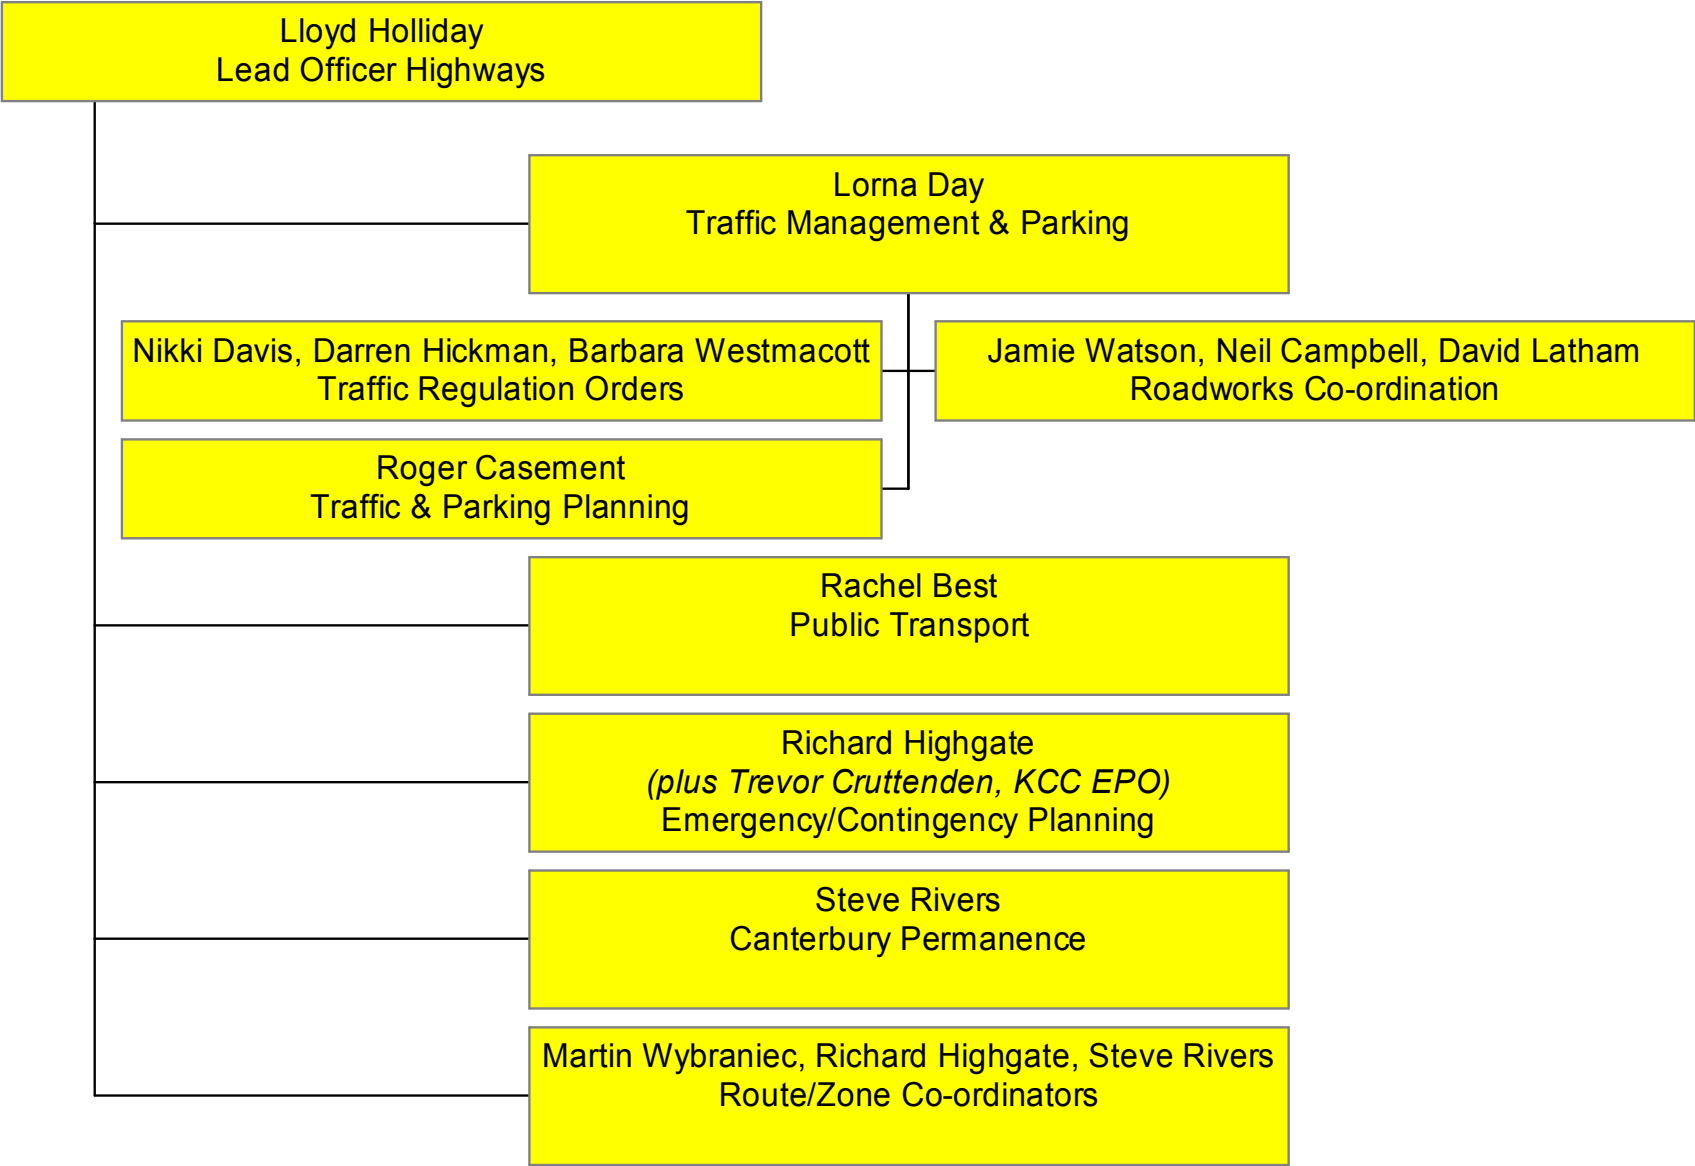 Lloyd Holliday
Lead Officer Highways
Lorna Day
Traffic Management & Parking
Nikki Davis, Darren Hickman, Barbara Westmacott
Traffic Regulation Orders
Jamie Watson, Neil Campbell, David Latham
Roadworks Co-ordination
Roger Casement
Traffic & Parking Planning
Rachel Best
Public Transport
Richard Highgate
(plus Trevor Cruttenden, KCC EPO)
Emergency/Contingency Planning
Steve Rivers
Canterbury Permanence
Martin Wybraniec, Richard Highgate, Steve Rivers
Route/Zone Co-ordinators